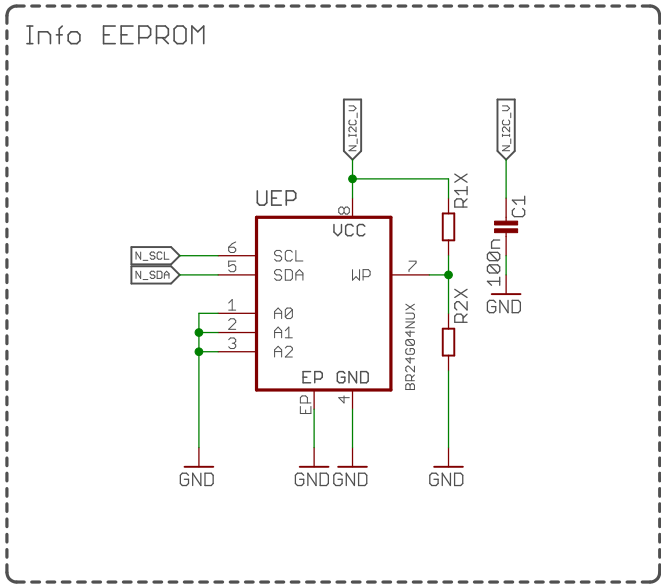 Info EEPROM
N_I2C_V
N_I2C_V
UEP
8
VCC
R1X
C1
100n
GND
N_SCL
6
SCL
N_SDA
5
SDA
WP
7
1
A0
2
A1
3
A2
R2X
BR24G04NUX
EP
GND
EP
4
GND
GND
GND
GND